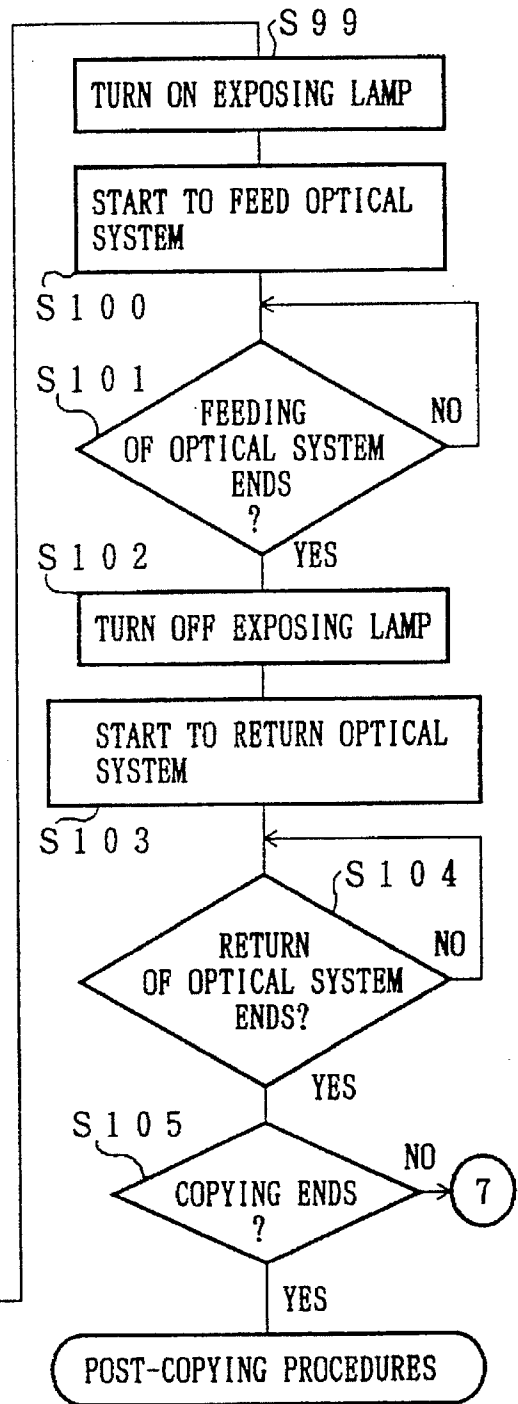 S99
TURN ON EXPOSING LAMP
START TO FEED OPTICAL
SYSTEM
S100
S101
FEEDING
OF OPTICAL SYSTEM
ENDS
?
NO
YES
S102
TURN OFF EXPOSING LAMP
START TO RETURN OPTICAL
SYSTEM
S103
S104
RETURN
OF OPTICAL SYSTEM
ENDS?
NO
YES
S105
COPYING ENDS
?
NO
7
YES
POST-COPYING PROCEDURES